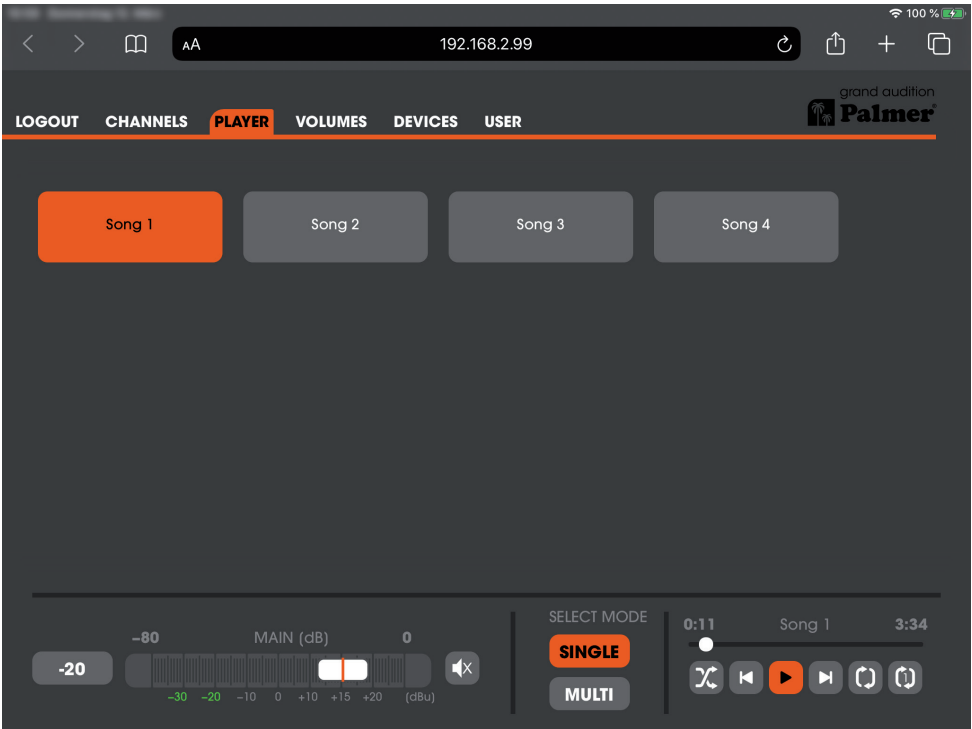 100 %
AA
192.168.2.99
grand audition
Palmer®
LOGOUT CHANNELS PLAYER VOLUMES DEVICES USER
Song 1 Song 2 Song 3 Song 4
SELECT MODE
SINGLE
MULTI
-80 MAIN (dB) 0
-20
-30 -20 -10 0 +10 +15 +20 (dBu)
0:11 Song 1 3:34
1